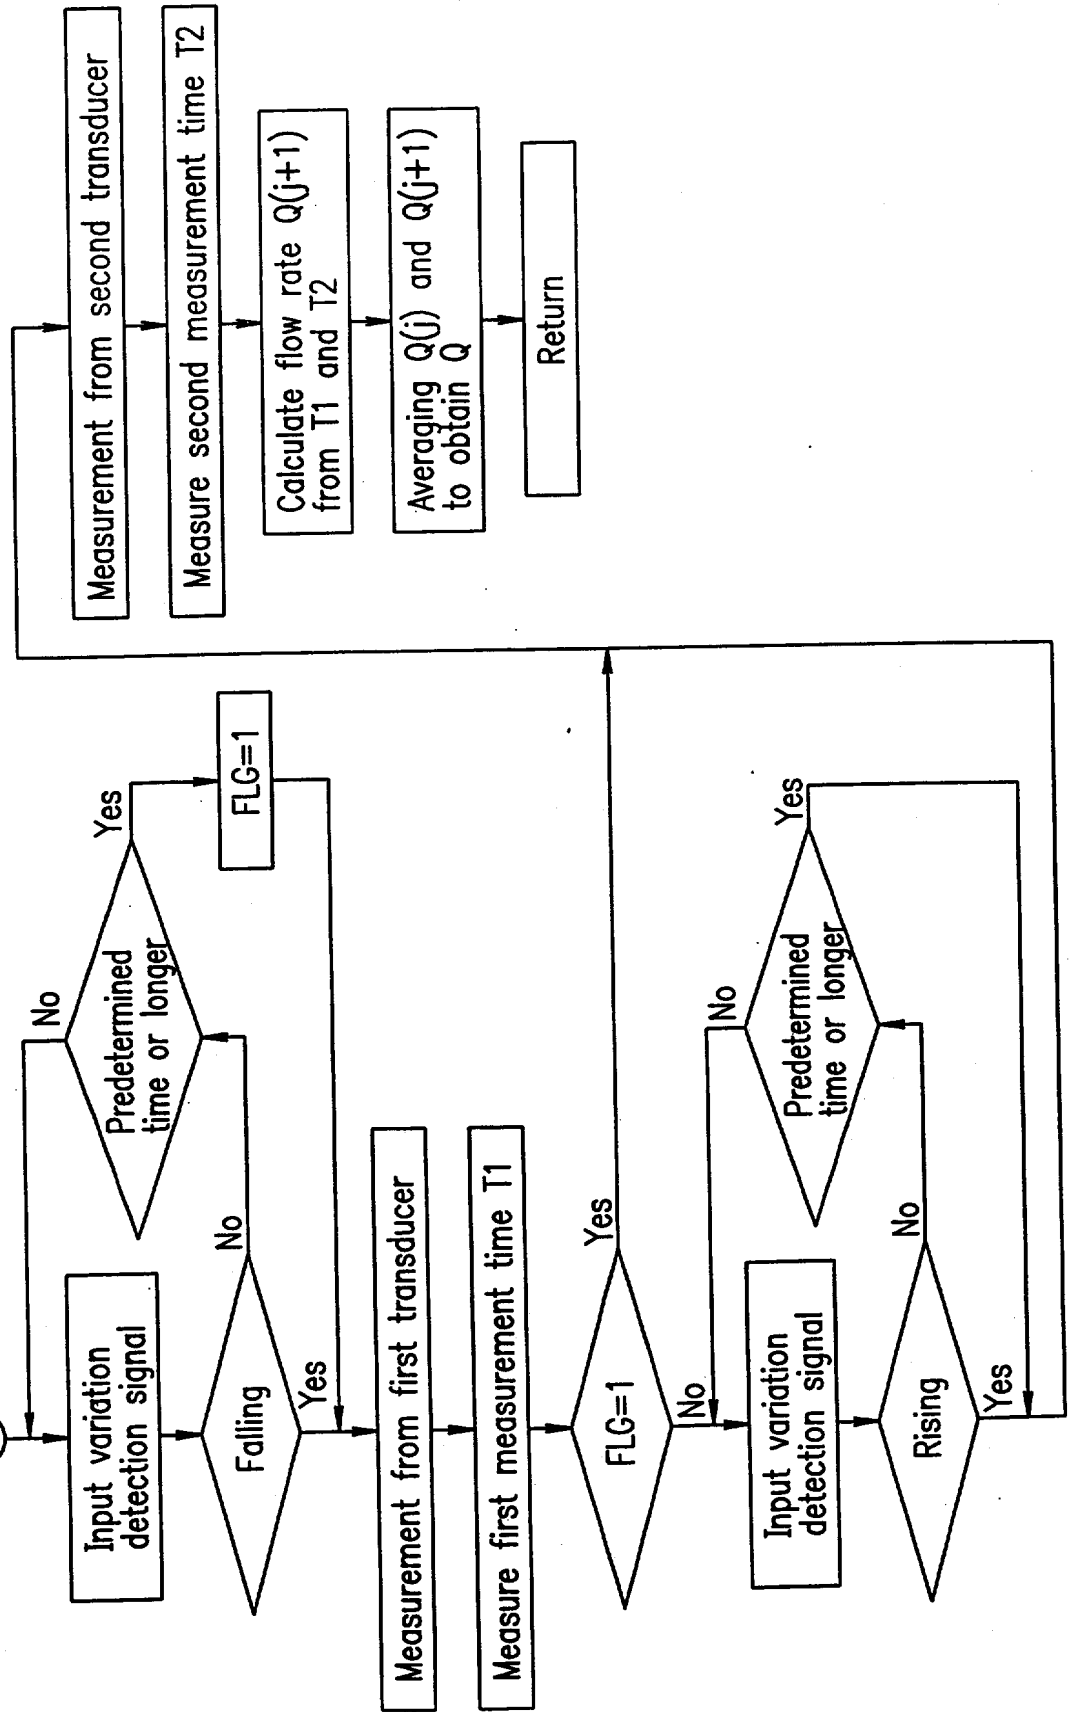 Input variation
detection signal
Falling
No
Yes
Predetermined
time or longer
No
Yes
FLG=1
Measurement from first transducer
Measure first measurement time T1
FLG=1
Yes
No
Input variation
detection signal
Rising
No
Yes
Predetermined
time or longer
No
Yes
Measurement from second transducer
Measure second measurement time T2
Calculate flow rate Q(j+1)
from T1 and T2
Averaging Q(j) and Q(j+1)
to obtain Q
Return